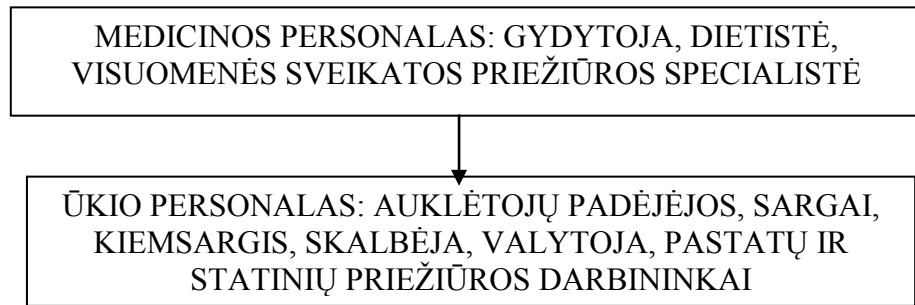 MEDICINOS PERSONALAS: GYDYTOJA, DIETISTĖ,
VISUOMENĖS SVEIKATOS PRIEŽIŪROS SPECIALISTĖ
ŪKIO PERSONALAS: AUKLĖTOJŲ PADĖJĖJOS, SARGAI,
KIEMSARGIS, SKALBĖJA, VALYTOJA, PASTATŲ IR
STATINIŲ PRIEŽIŪROS DARBININKAI